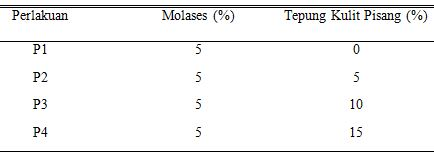 Perlakuan Molases (%) Tepung Kulit Pisang (%)
P1 5 0
P2 5 5
P3 5 10
P4 5 15